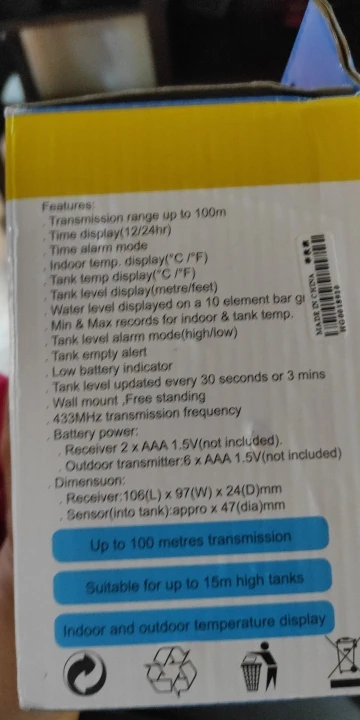 Features:
. Transmission range up to 100m
. Time display(12/24hr)
. Time alarm mode
. Indoor temp. display(°C /°F)
. Tank temp display(°C /°F)
. Tank level display(metre/feet)
. Water level displayed on a 10 element bar g
. Min & Max records for indoor & tank temp.
. Tank level alarm mode(high/low)
. Tank empty alert
. Low battery indicator
. Tank level updated every 30 seconds or 3 mins
. Wall mount ,Free standing
. 433MHz transmission frequency
. Battery power:
. Receiver 2 x AAA 1.5V(not included).
. Outdoor transmitter:6 x AAA 1.5V(not included)
. Dimensuon:
. Receiver:106(L) x 97(W) x 24(D)mm
. Sensor(into tank):appro x 47(dia)mm
MADE IN CHINA
Up to 100 metres transmission
Suitable for up to 15m high tanks
Indoor and outdoor temperature display